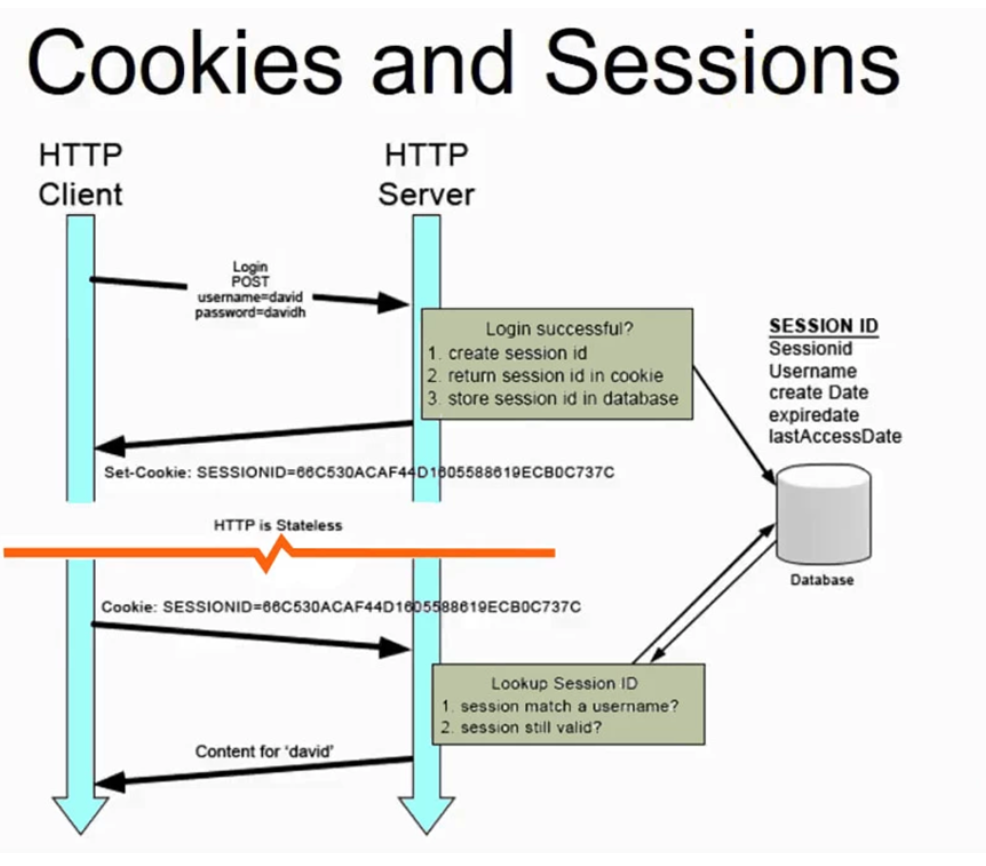 Cookies and Sessions
HTTP
Client
HTTP
Server
Login
POST
username=david
password=davidh
Login successful?
1. create session id
2. return session id in cookie
3. store session id in database
SESSION ID
Sessionid
Username
create Date
expiredate
lastAccessDate
Set-Cookie: SESSIONID=66C530ACAF44D1605588619ECB0C737C
HTTP is Stateless
Database
Cookie: SESSIONID=66C530ACAF44D1605588619ECB0C737C
Lookup Session ID
1. session match a username?
2. session still valid?
Content for 'david'